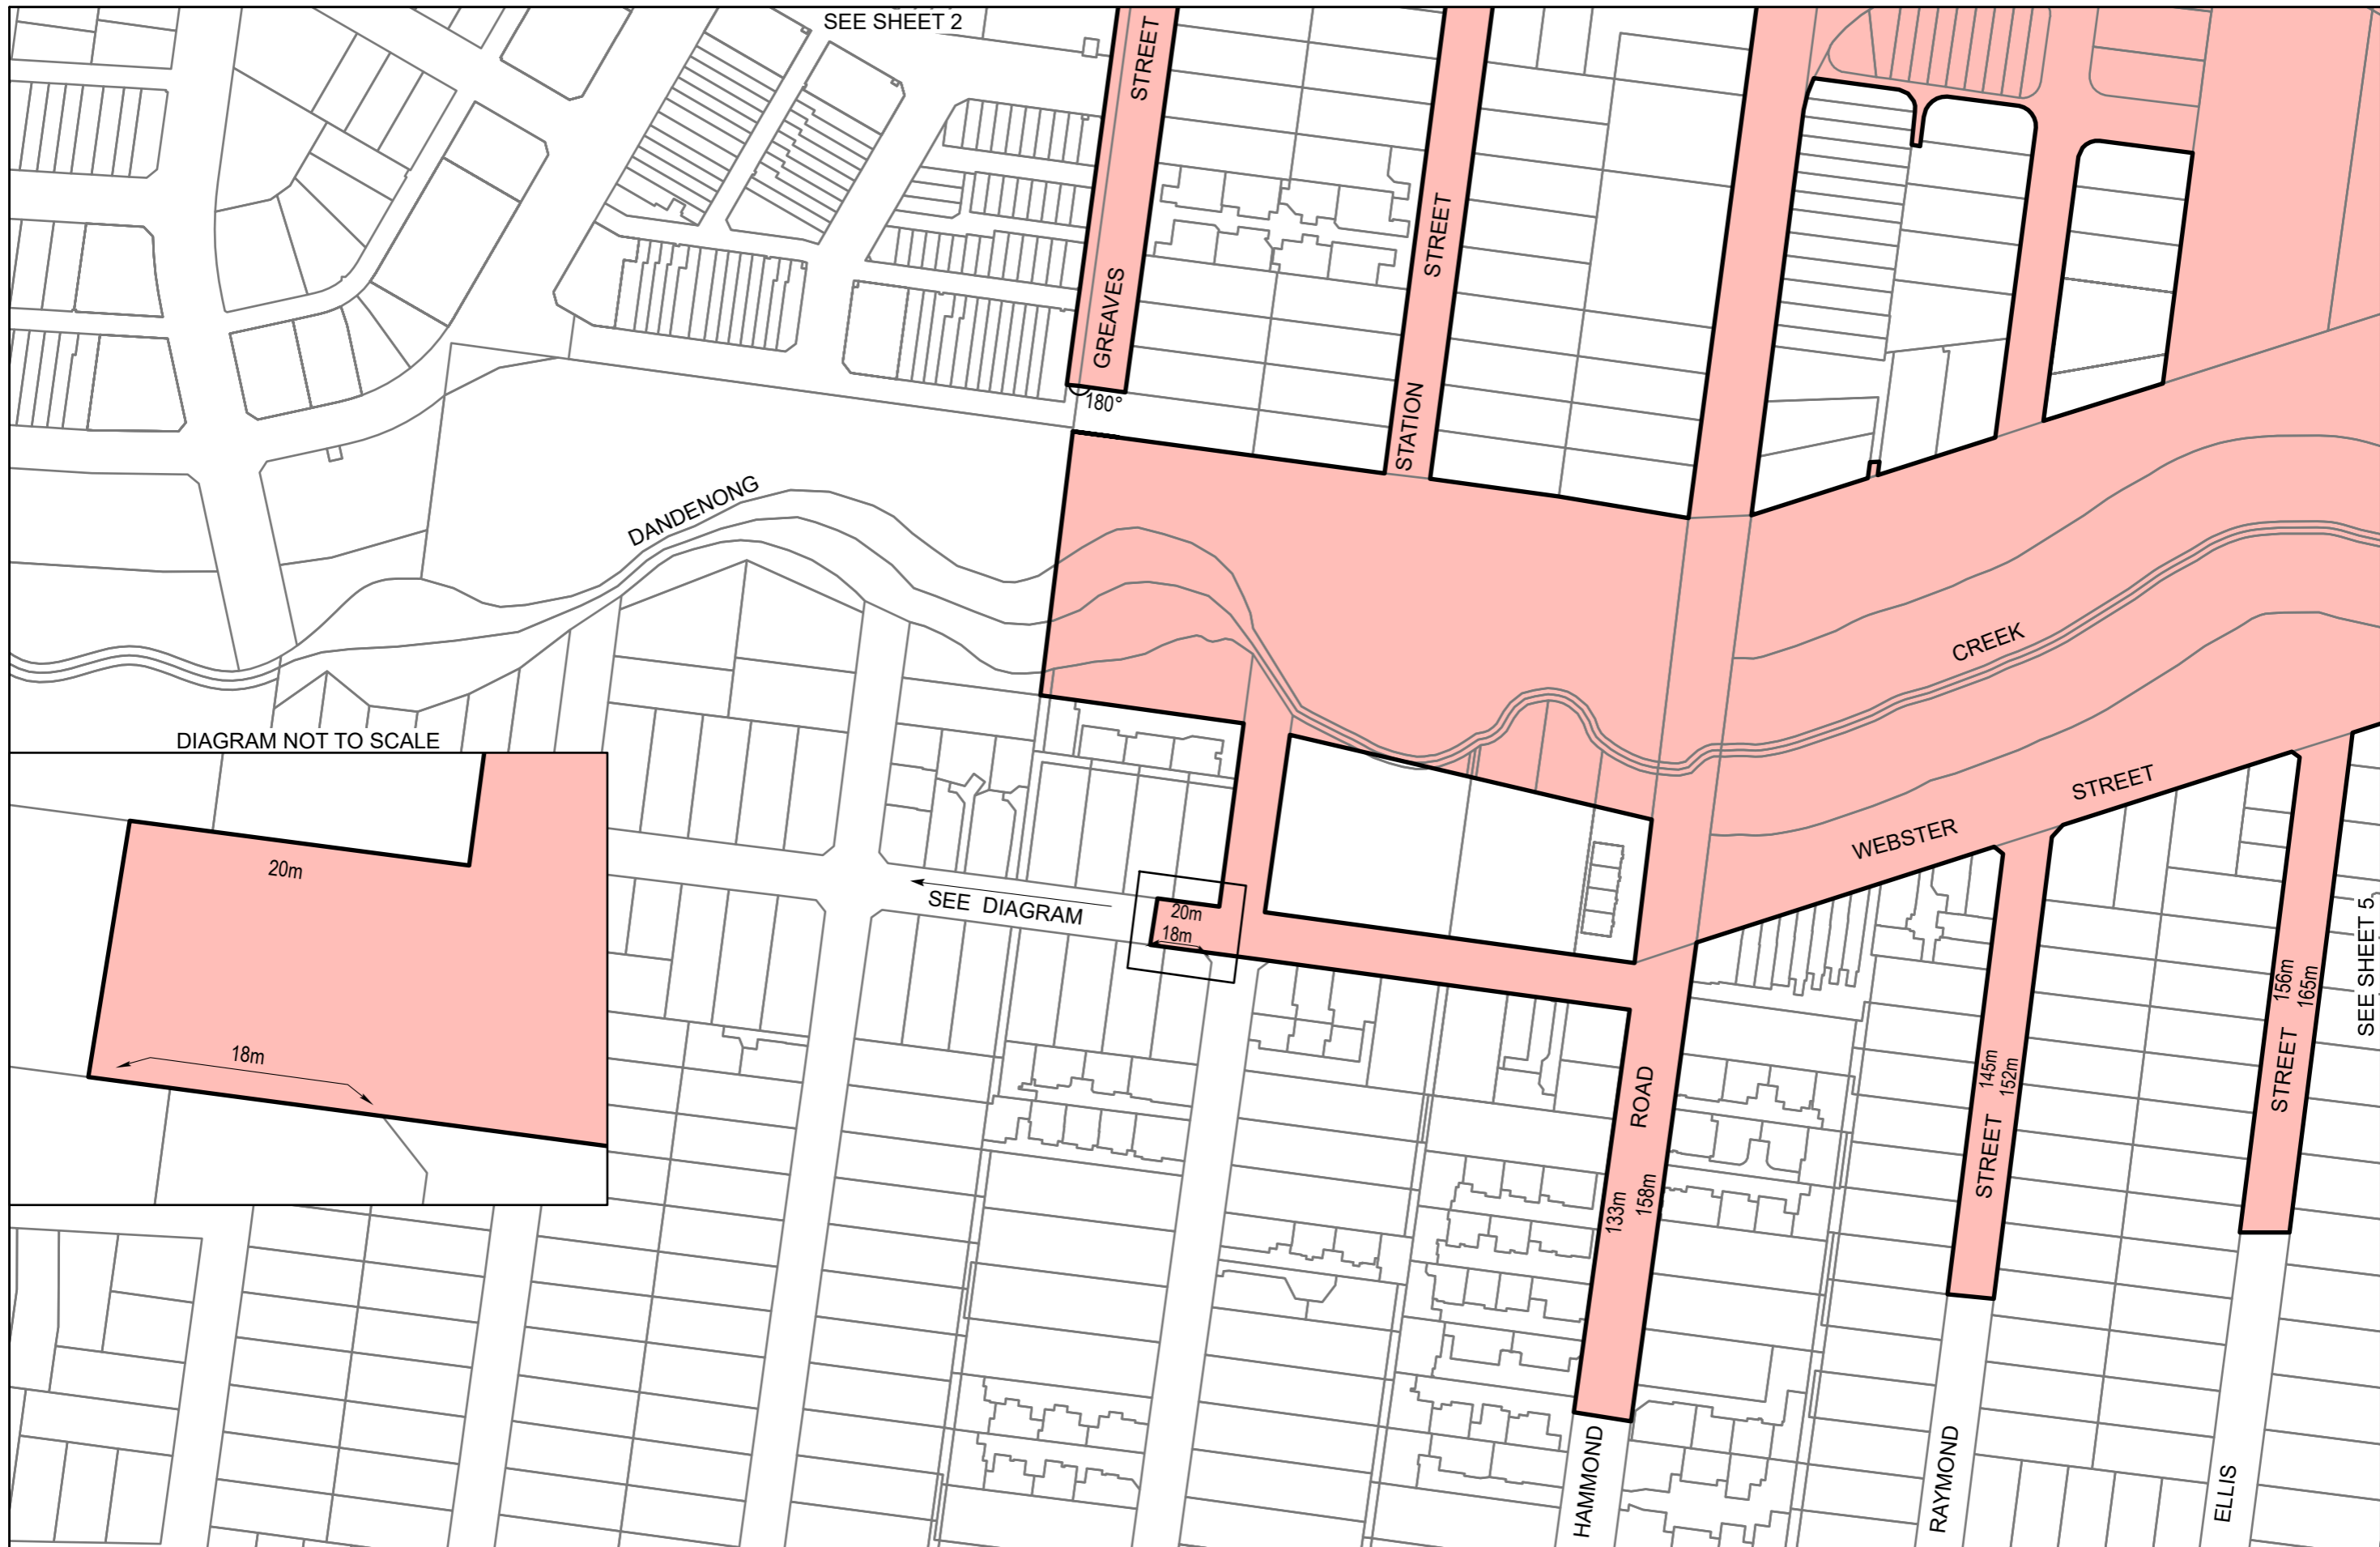 SEE SHEET 2
STREET
GREAVES
180°
STREET
STATION
DANDENONG
CREEK
DIAGRAM NOT TO SCALE
20m
18m
SEE DIAGRAM
20m
18m
WEBSTER
STREET
SEE SHEET 5
156m
165m
STREET
145m
152m
STREET
ROAD
133m
158m
HAMMOND
RAYMOND
ELLIS